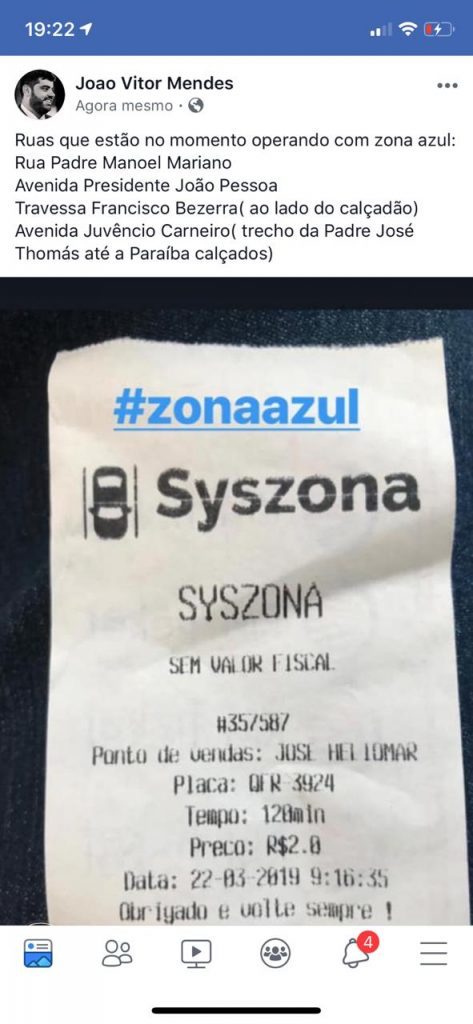 19:22
Joao Vitor Mendes
Agora mesmo ·
Ruas que estão no momento operando com zona azul:
Rua Padre Manoel Mariano
Avenida Presidente João Pessoa
Travessa Francisco Bezerra( ao lado do calçadão)
Avenida Juvêncio Carneiro( trecho da Padre José
Thomás até a Paraíba calçados)
#zonaazul
Syszona
SYSZONA
SEM VALOR FISCAL
#357587
Ponto de vendas: JOSE HELIOMAR
Placa: QFR-3924
Tempo: 120min
Preco: R$2.0
Data: 22-03-2019 9:16:35
Obrigado e volte sempre !
4